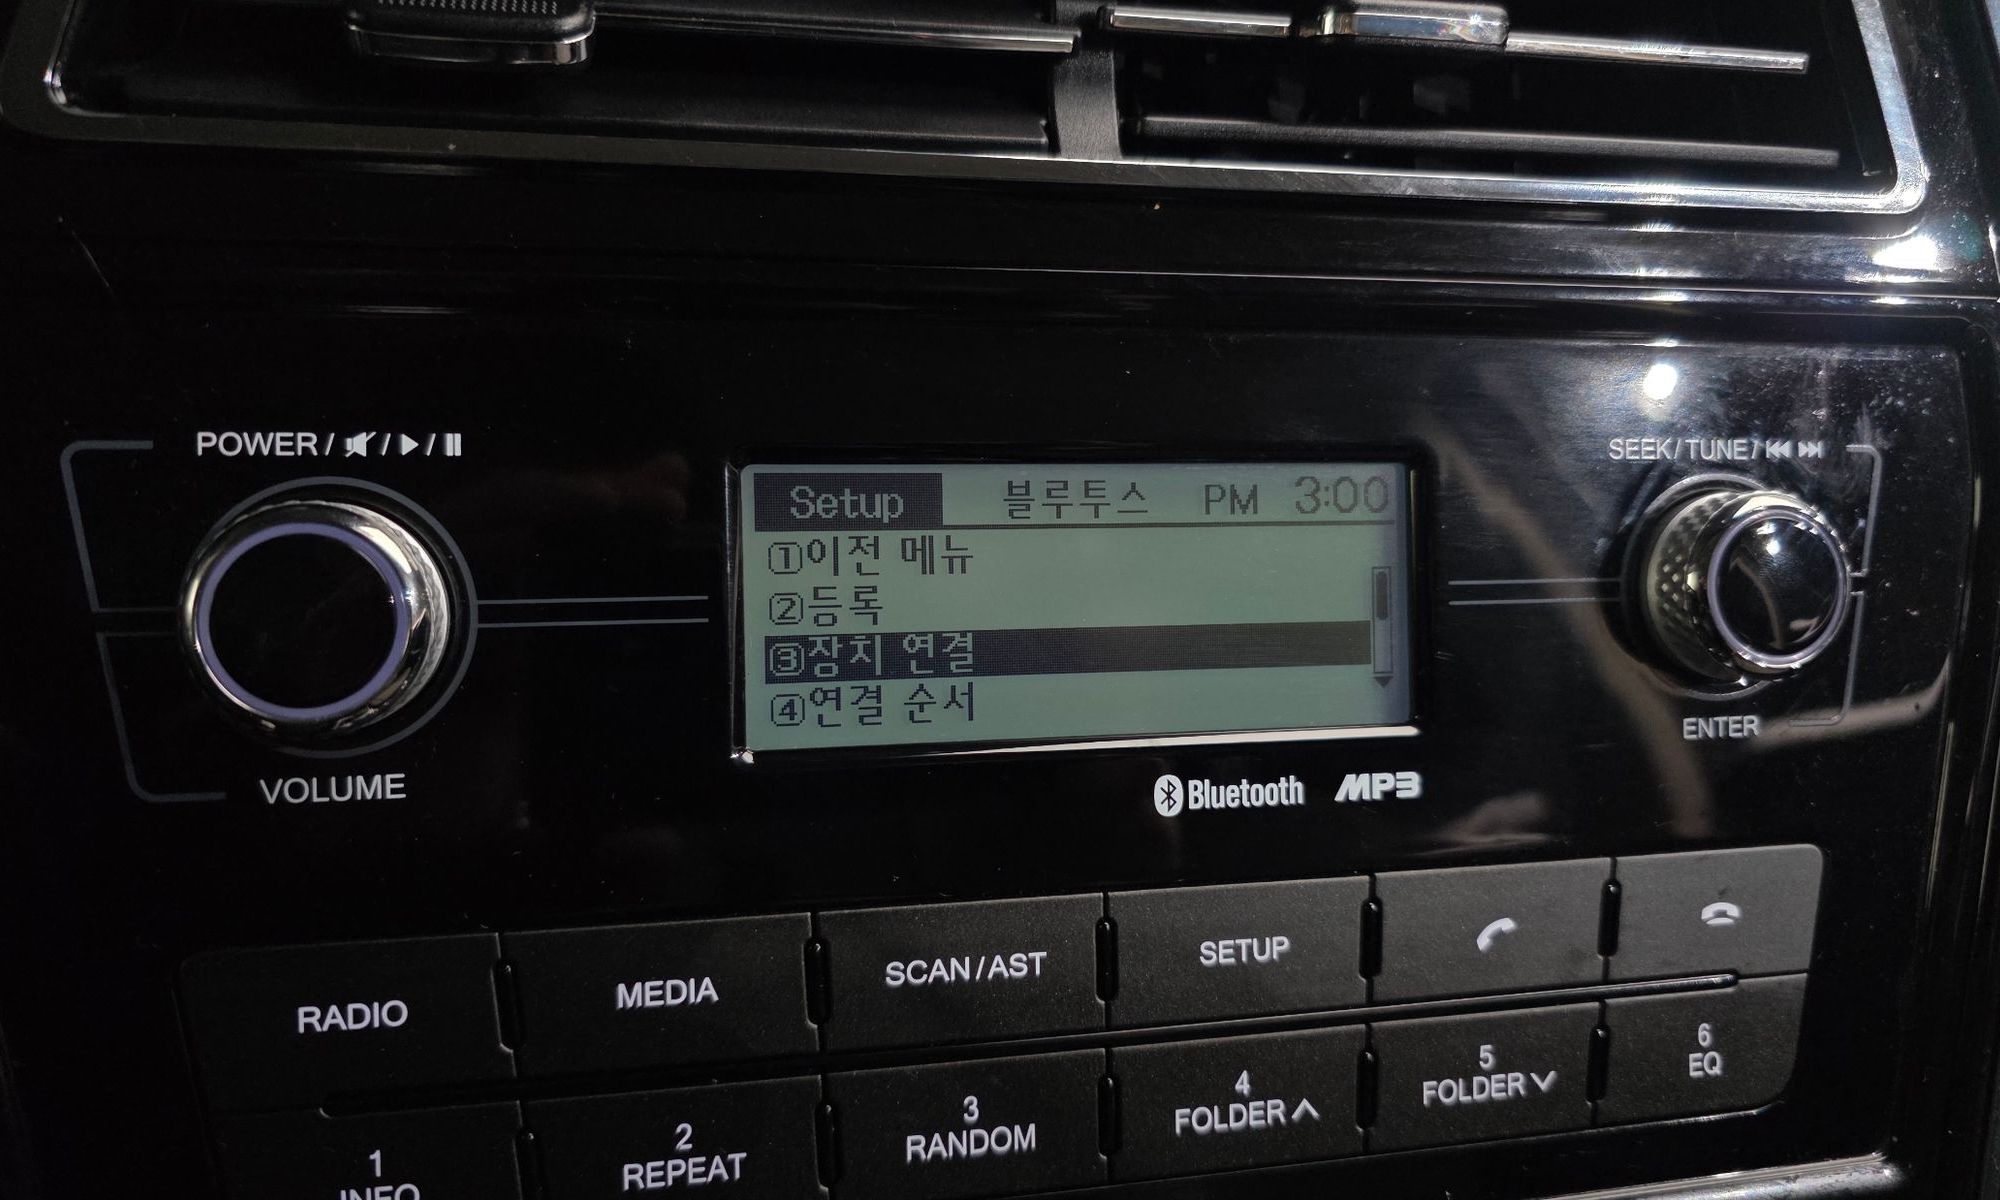 POWER / /
VOLUME
Setup 블루투스 PM 3:00
①이전 메뉴
②등록
③장치 연결
④연결 순서
SEEK/TUNE/
ENTER
Bluetooth MP3
RADIO MEDIA SCAN/AST SETUP
1 INFO
2 REPEAT
3 RANDOM
4 FOLDER
5 FOLDER
6 EQ